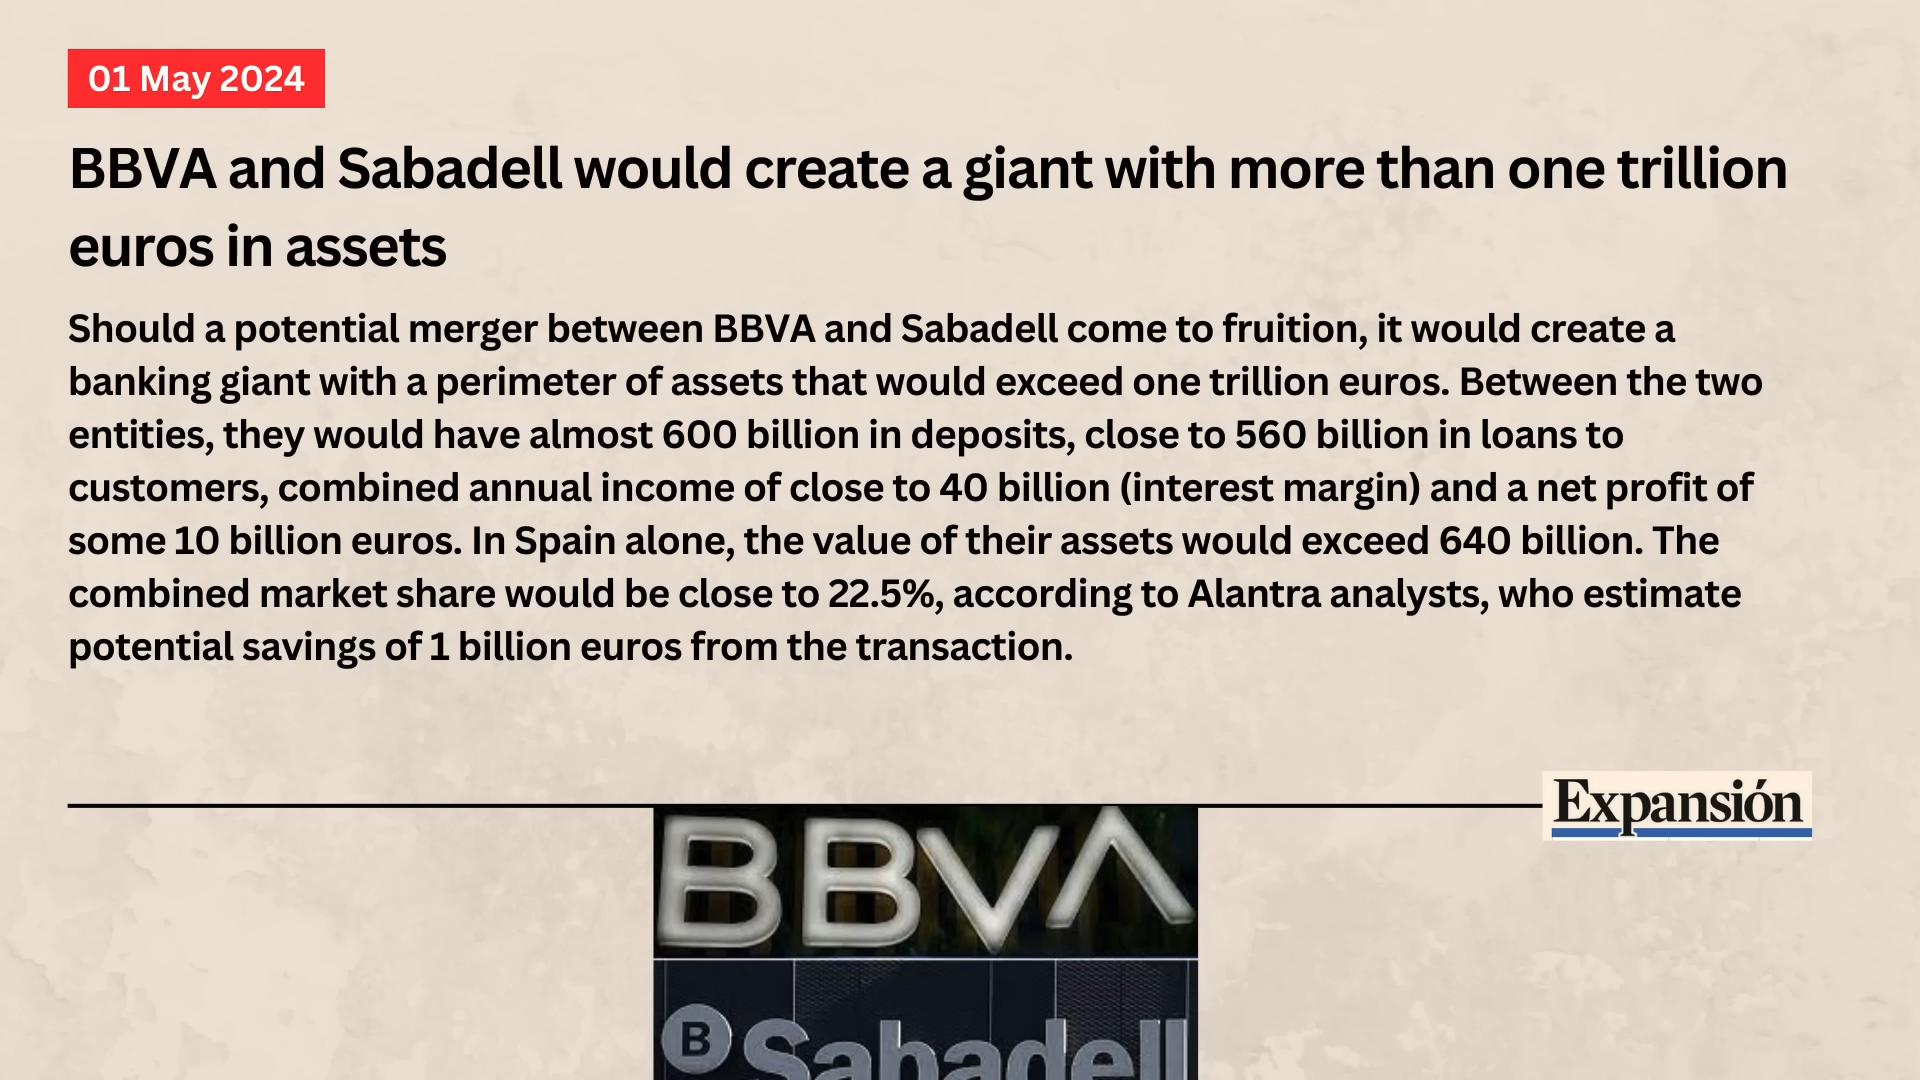 01 May 2024
BBVA and Sabadell would create a giant with more than one trillion
euros in assets
Should a potential merger between BBVA and Sabadell come to fruition, it would create a
banking giant with a perimeter of assets that would exceed one trillion euros. Between the two
entities, they would have almost 600 billion in deposits, close to 560 billion in loans to
customers, combined annual income of close to 40 billion (interest margin) and a net profit of
some 10 billion euros. In Spain alone, the value of their assets would exceed 640 billion. The
combined market share would be close to 22.5%, according to Alantra analysts, who estimate
potential savings of 1 billion euros from the transaction.
Expansión
BBVA
B Sabadell